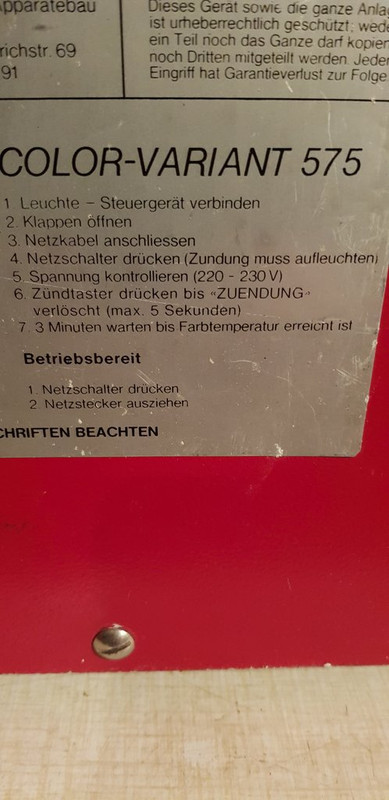 Apparatebau
richstr. 69
91
Dieses Gerät sowie die ganze Anla
ist urheberrechtlich geschützt; wed
ein Teil noch das Ganze darf kopier
noch Dritten mitgeteilt werden. Jeder
Eingriff hat Garantieverlust zur Folge.
COLOR-VARIANT 575
1 Leuchte – Steuergerät verbinden
2. Klappen öffnen
3. Netzkabel anschliessen
4. Netzschalter drücken (Zundung muss aufleuchten)
5. Spannung kontrollieren (220 - 230 V)
6. Zündtaster drücken bis «ZUENDUNG»
verlöscht (max. 5 Sekunden)
7. 3 Minuten warten bis Farbtemperatur erreicht ist
Betriebsbereit
1. Netzschalter drücken
2. Netzstecker ausziehen
CHRIFTEN BEACHTEN